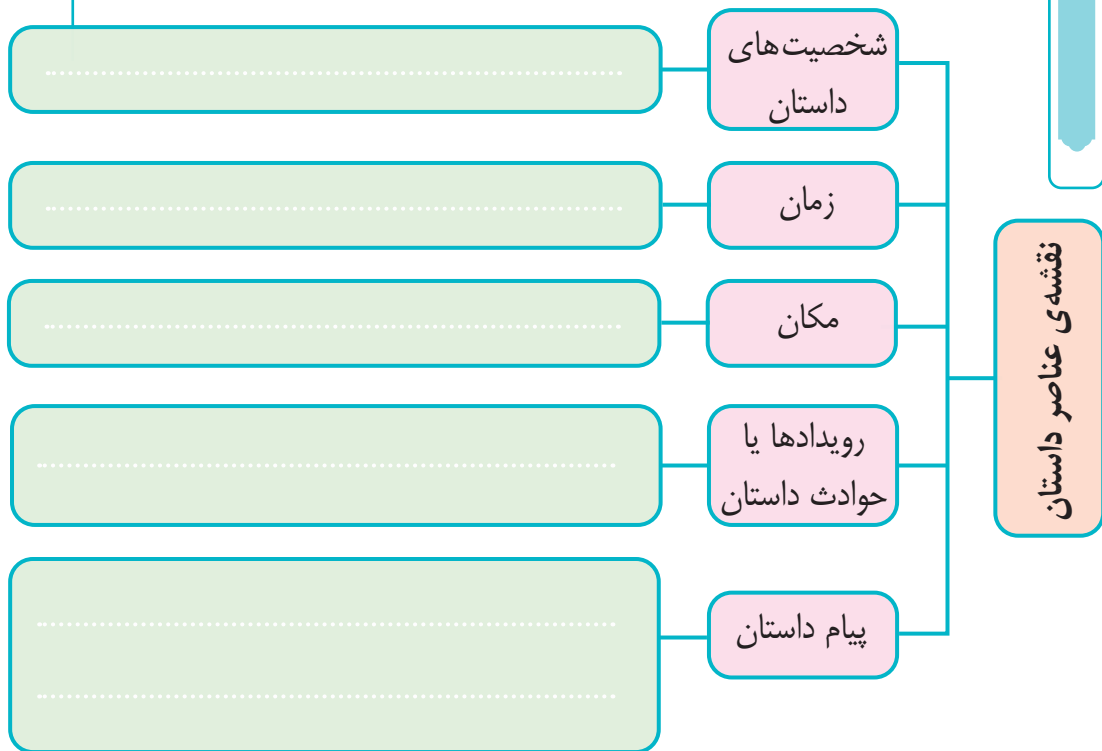 نقشه‌ی عناصر داستان
شخصیت‌های
داستان
زمان
مکان
رویدادها یا
حوادث داستان
پیام داستان